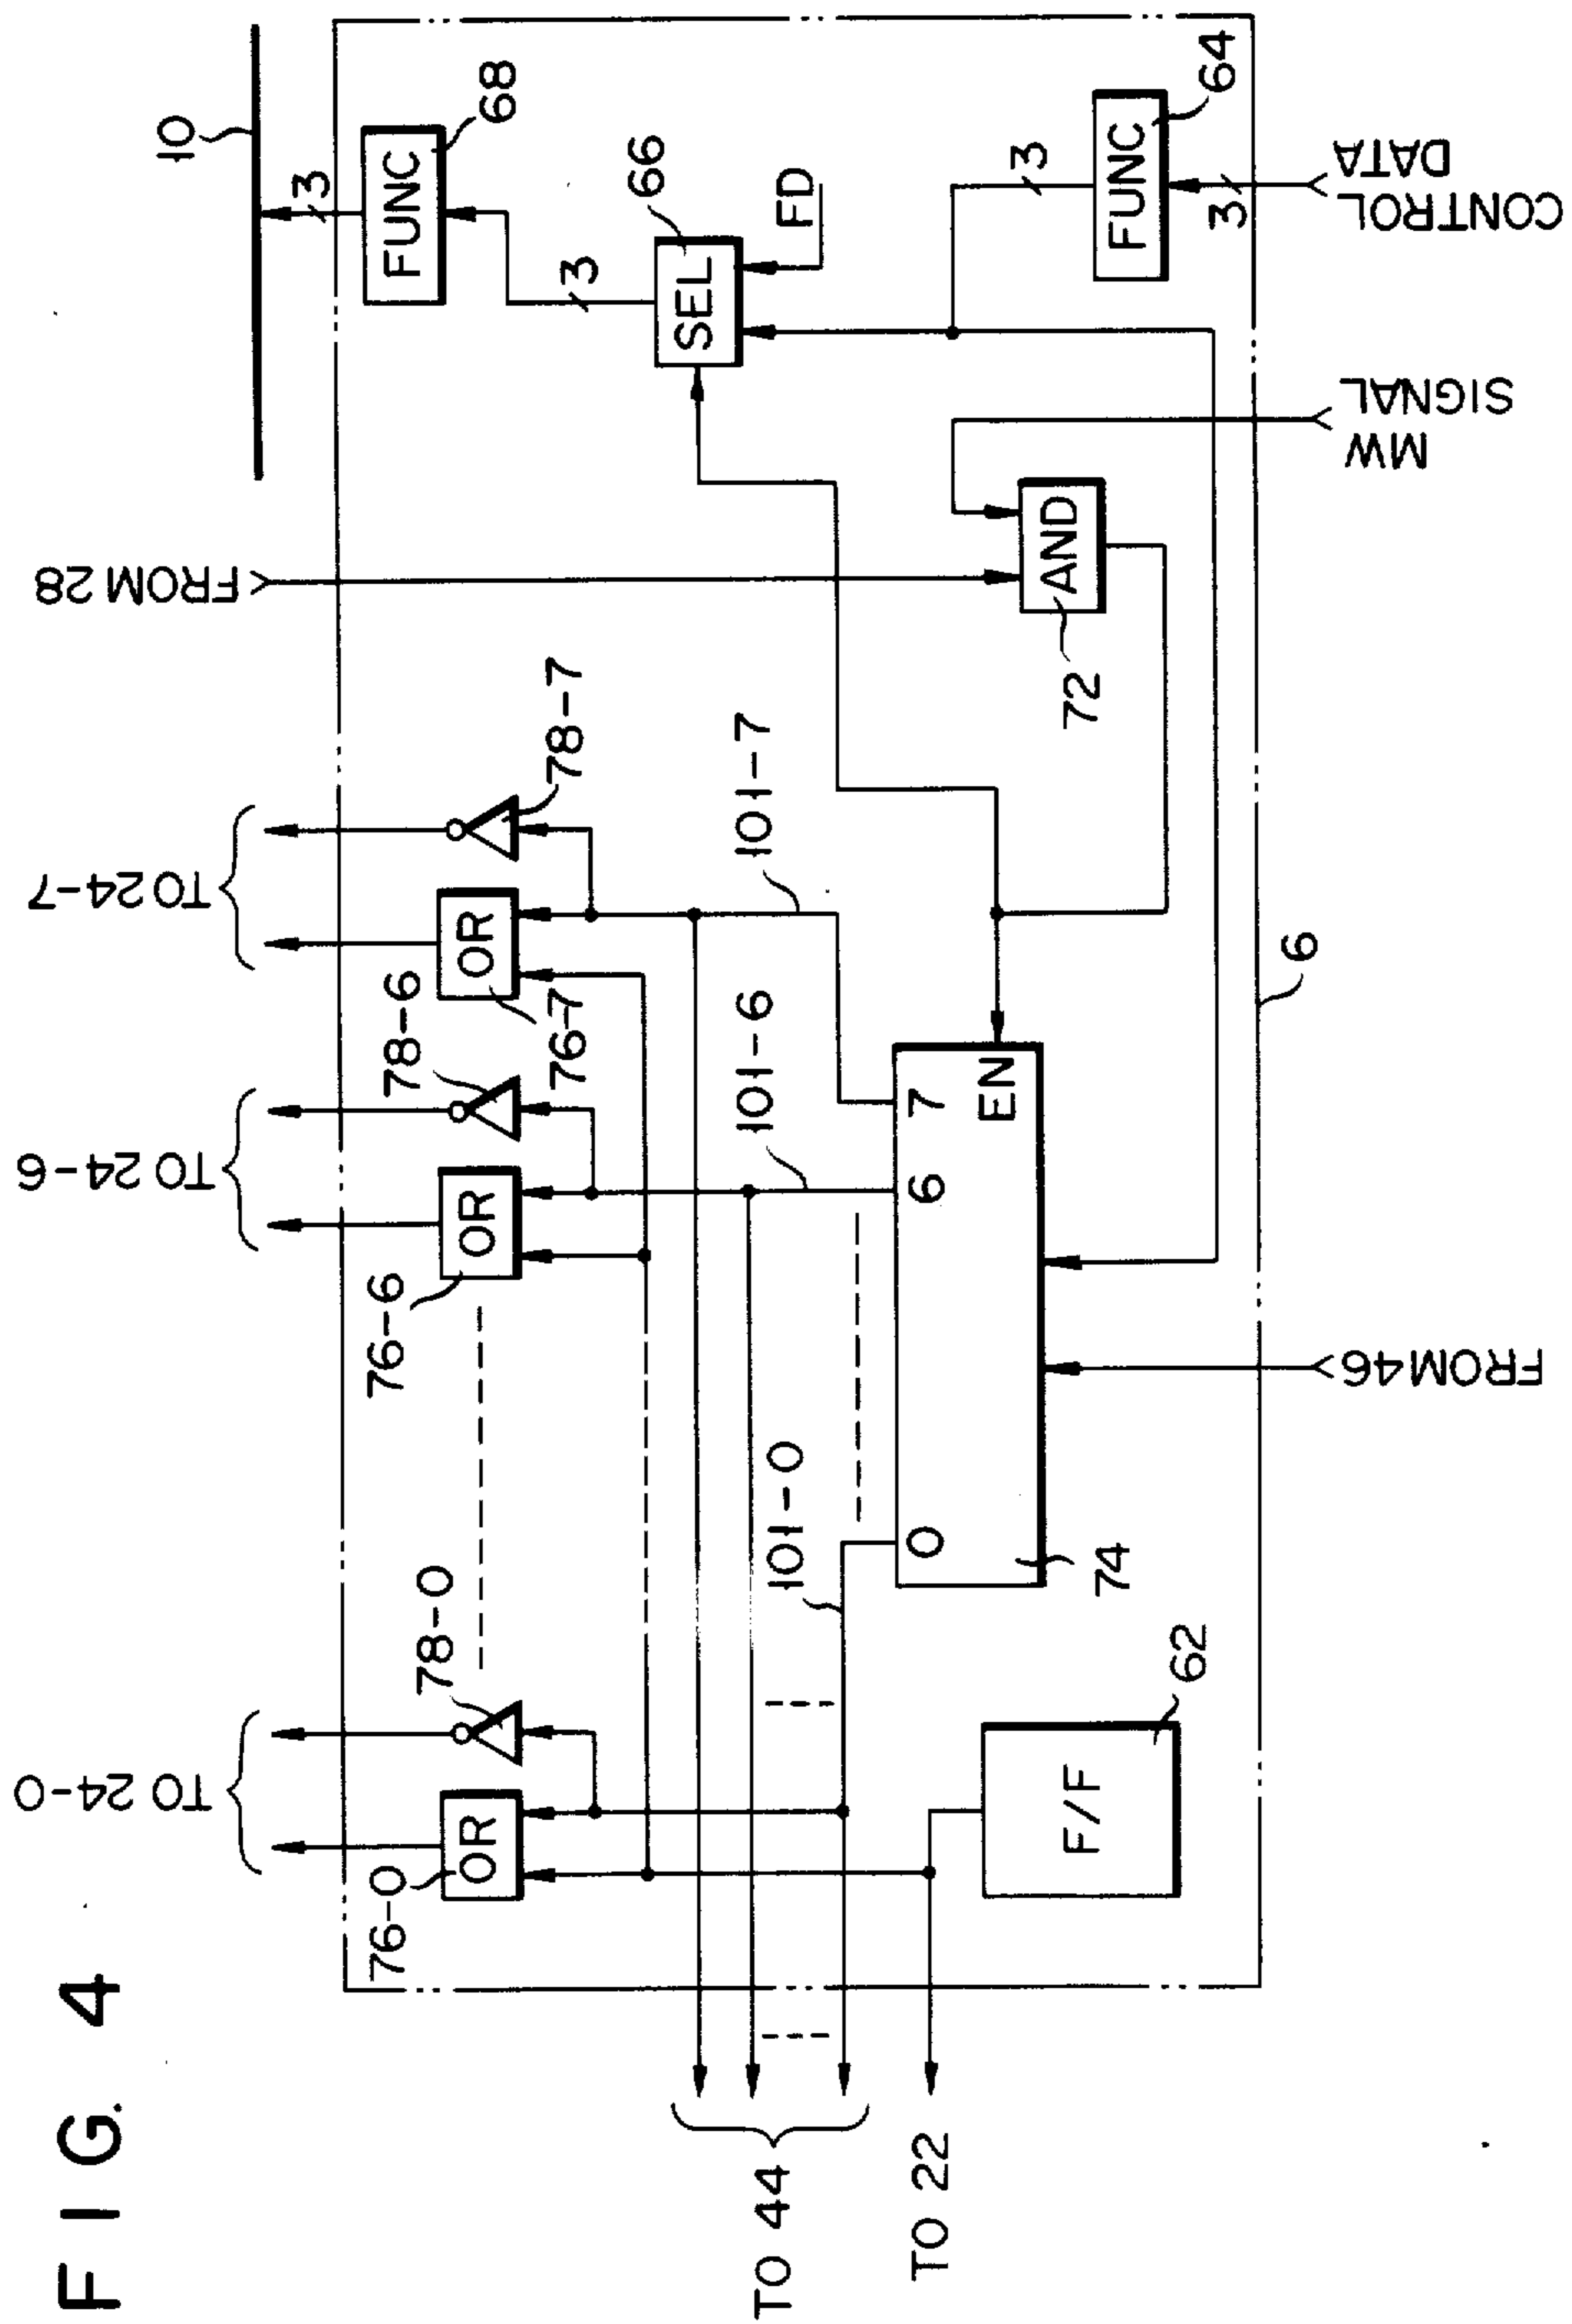 FIG. 4
10
3
FUNC
68
66
SEL
FD
3
3
FUNC
64
3
CONTROL
DATA
MW
SIGNAL
FROM 28
AND
72
TO 24-7
78-7
OR
76-7
101-7
TO 24-6
78-6
OR
76-6
101-6
TO 24-0
78-0
OR
76-0
101-0
0
6
7
EN
74
FROM 46
6
F/F
62
TO 44
TO 22